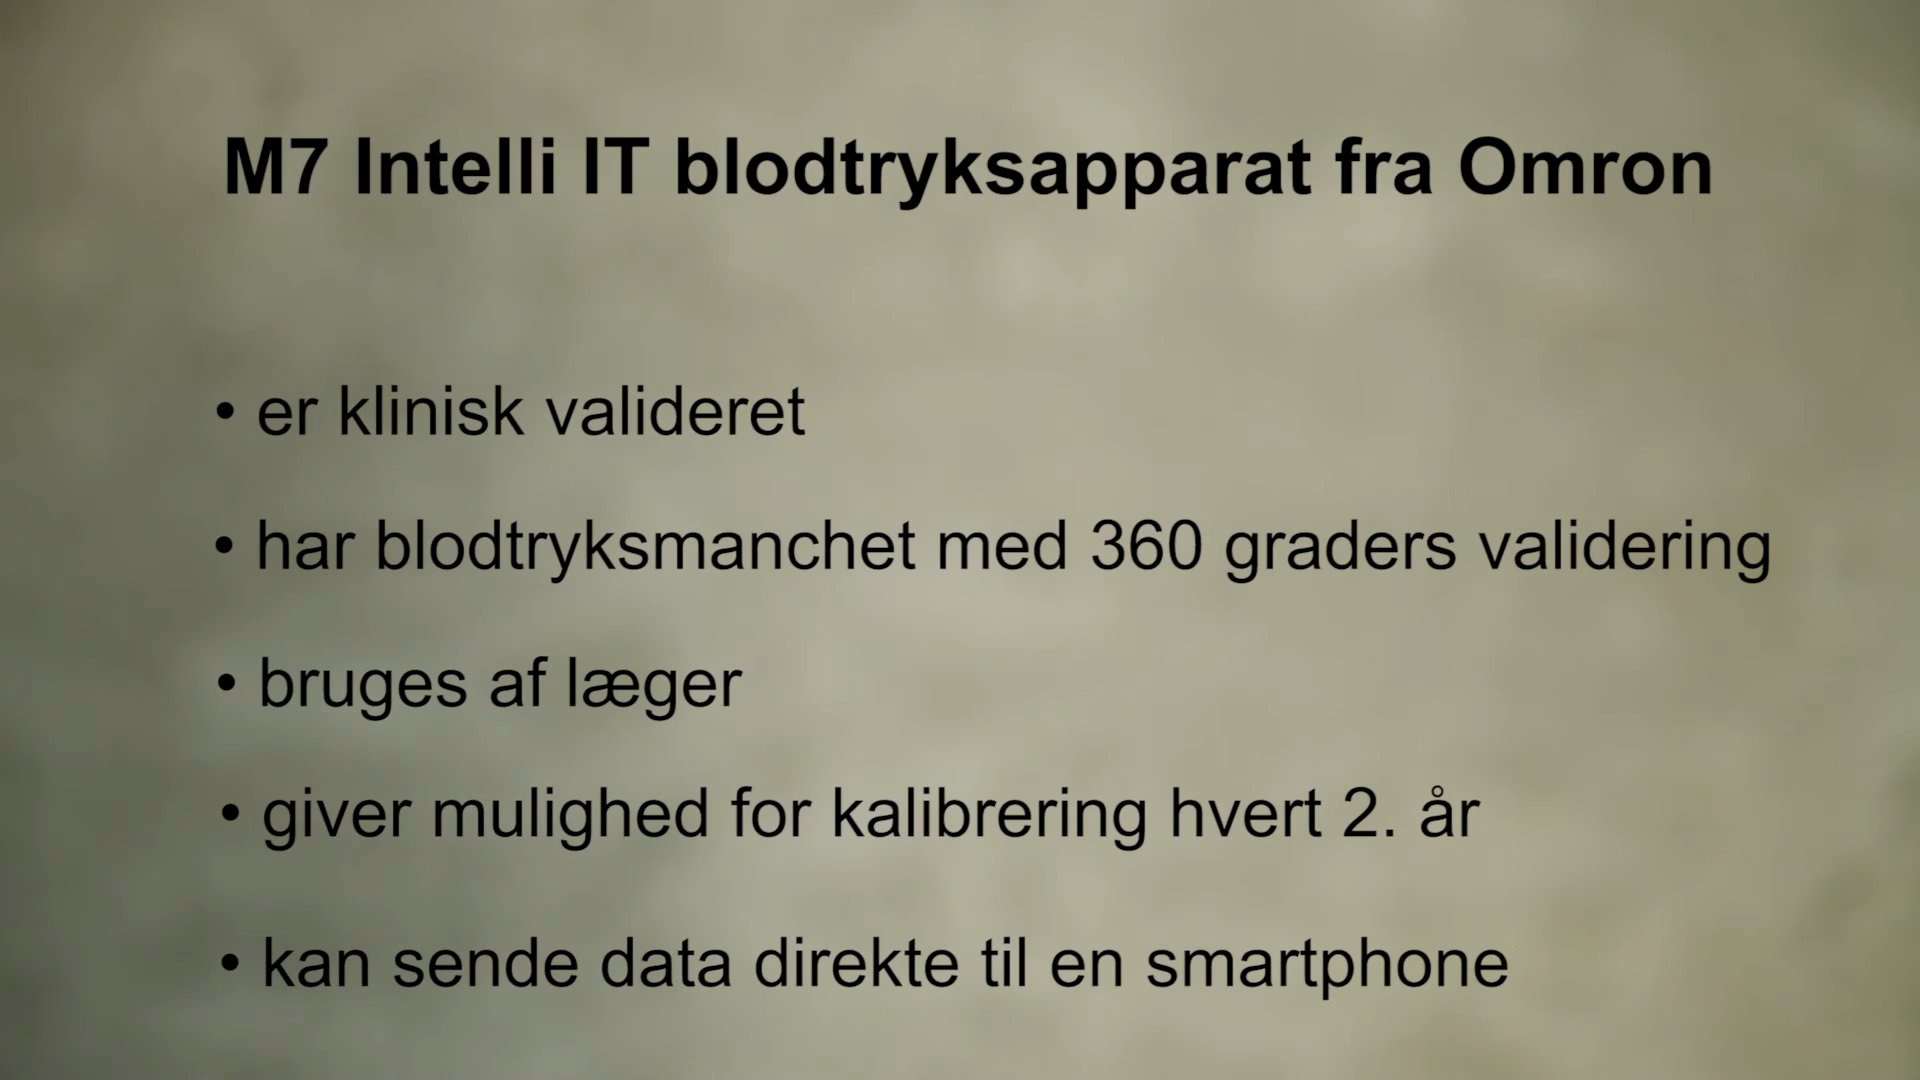 M7 Intelli IT blodtryksapparat fra Omron
• er klinisk valideret
• har blodtryksmanchet med 360 graders validering
• bruges af læger
• giver mulighed for kalibrering hvert 2. år
• kan sende data direkte til en smartphone